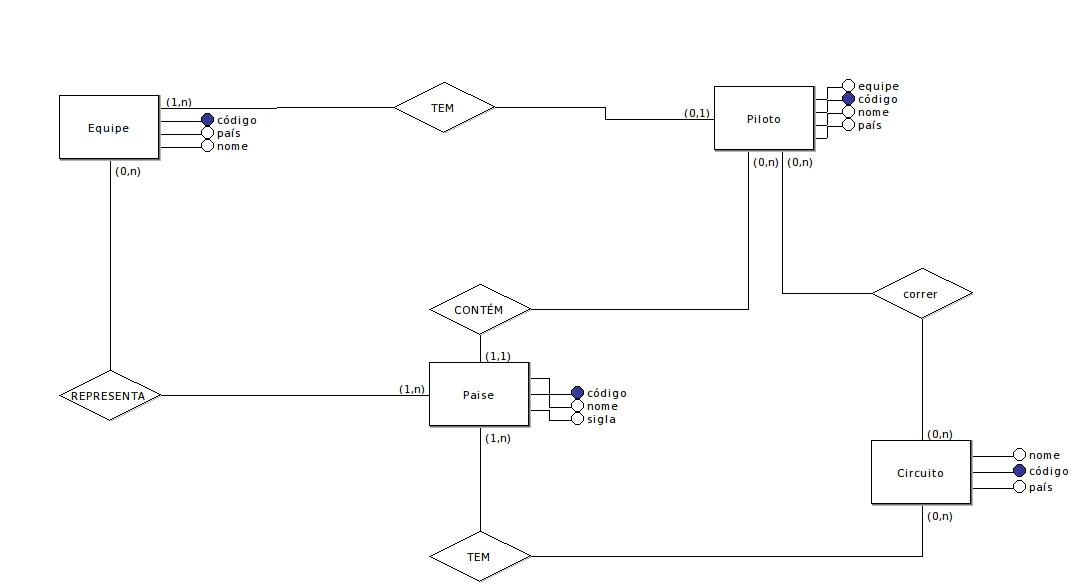 equipe
(1,n)
TEM
código
(0,1)
Piloto
nome
código
país
Equipe
país
nome
(0,n)
(0,n)
(0,n)
correr
CONTÉM
(1,1)
REPRESENTA
(1,n)
Paise
código
nome
sigla
(1,n)
(0,n)
nome
Circuito
código
país
(0,n)
TEM